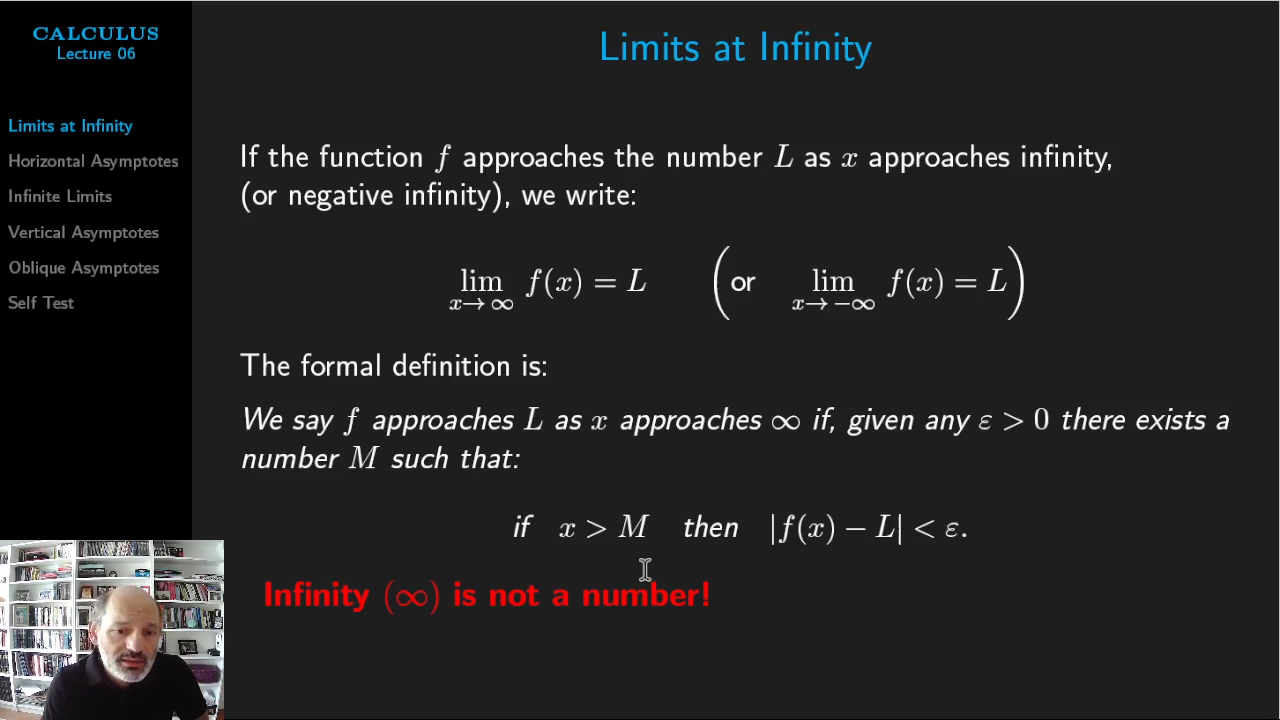 CALCULUS
Lecture 06
Limits at Infinity
Horizontal Asymptotes
Infinite Limits
Vertical Asymptotes
Oblique Asymptotes
Self Test
Limits at Infinity
If the function f approaches the number L as x approaches infinity,
(or negative infinity), we write:
lim x→∞ f(x) = L (or lim x→−∞ f(x) = L)
The formal definition is:
We say f approaches L as x approaches ∞ if, given any ε > 0 there exists a
number M such that:
if x > M then |f(x) − L| < ε.
Infinity (∞) is not a number!